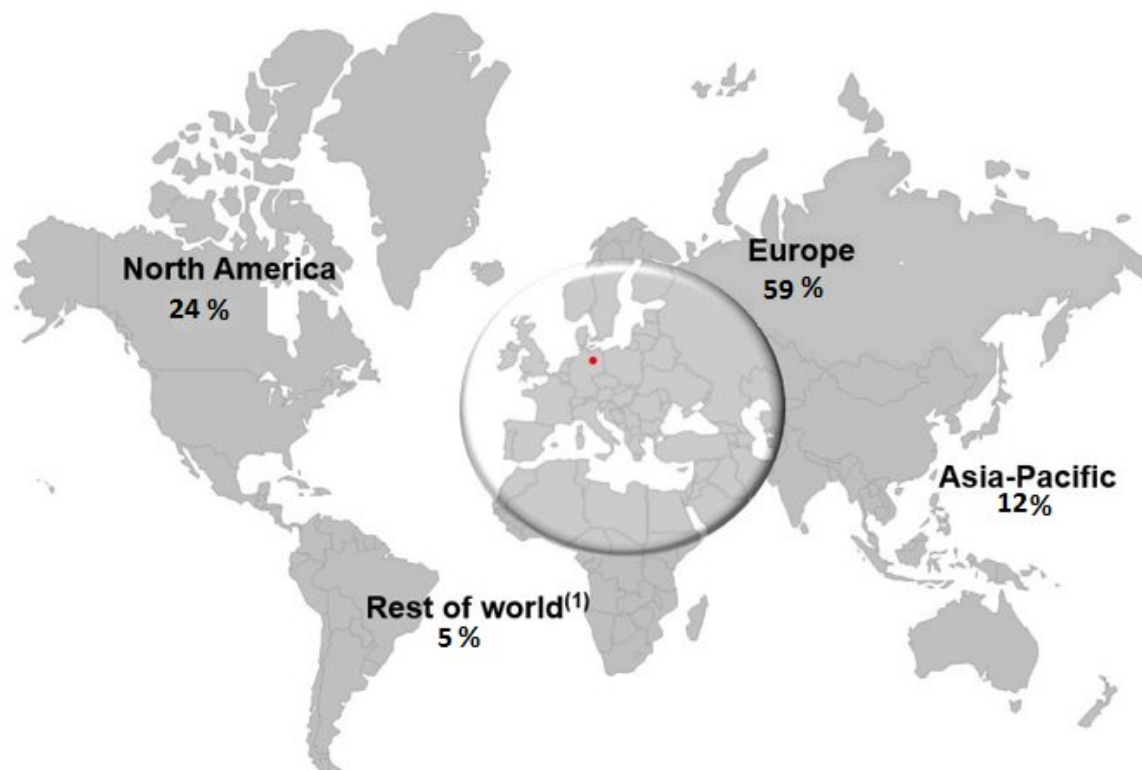 Europe
59 %
North America
24 %
Asia-Pacific
12%
Rest of world(1)
5 %